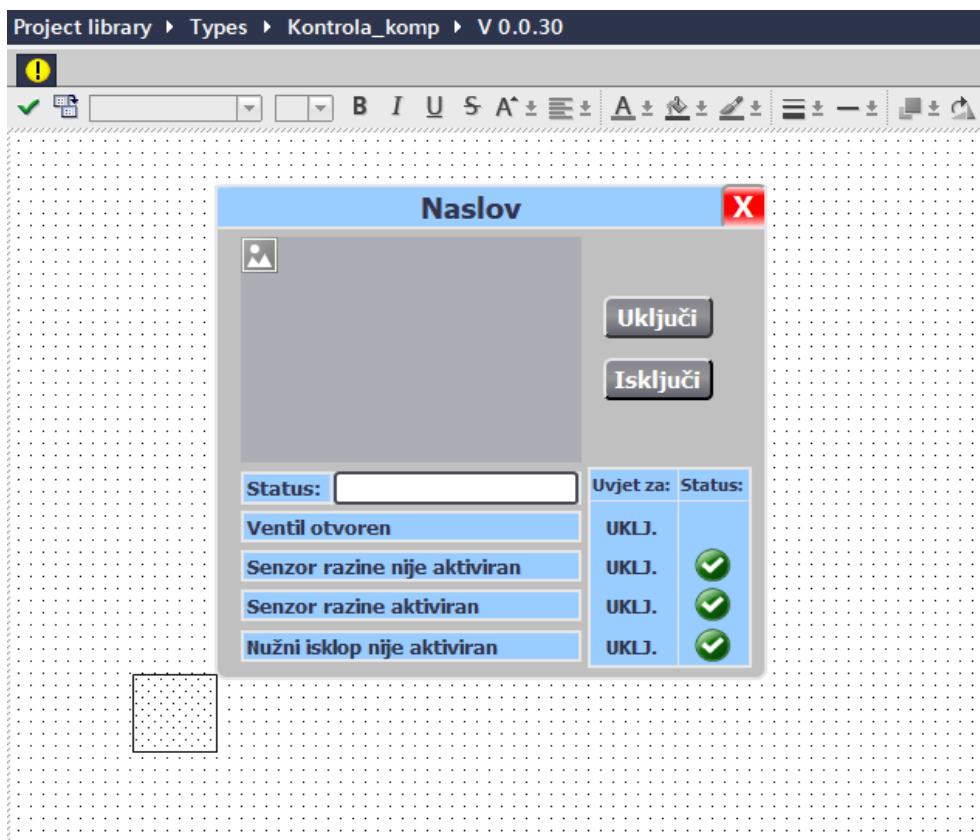 Project library ▸ Types ▸ Kontrola_komp ▸ V 0.0.30
B I U S A A
Naslov X
Uključi
Isključi
Status: Uvjet za: Status:
Ventil otvoren UKLJ.
Senzor razine nije aktiviran UKLJ.
Senzor razine aktiviran UKLJ.
Nužni isklop nije aktiviran UKLJ.